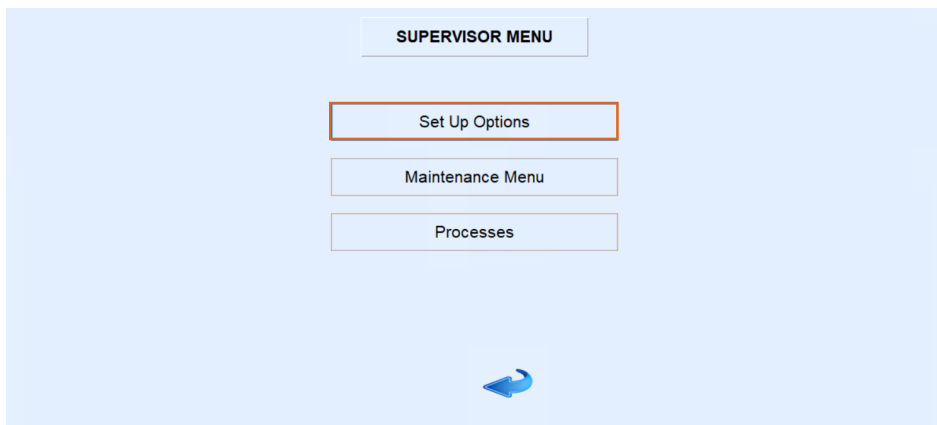 SUPERVISOR MENU
Set Up Options
Maintenance Menu
Processes